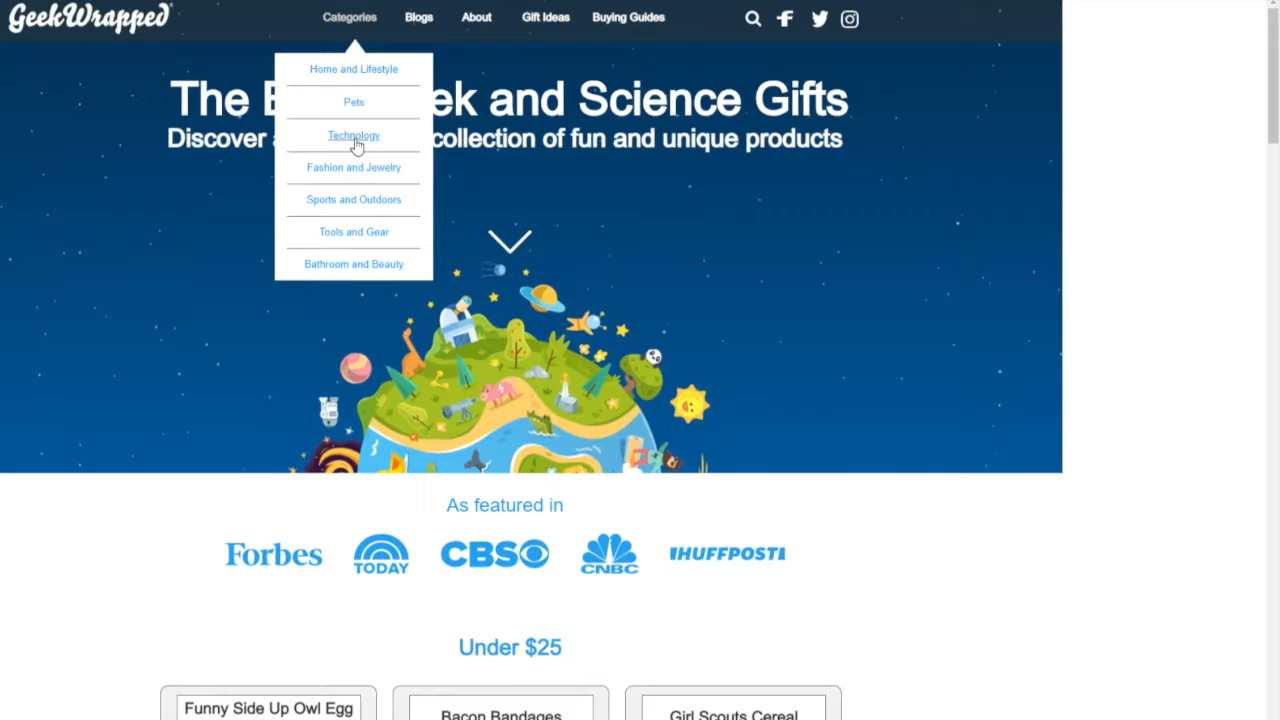 GeekWrapped
Categories
Blogs
About
Gift Ideas
Buying Guides
Home and Lifestyle
Pets
Technology
Fashion and Jewelry
Sports and Outdoors
Tools and Gear
Bathroom and Beauty
The and Science Gifts
Discover collection of fun and unique products
As featured in
Forbes
TODAY
CBS
CNBC
HUFFPOST
Under $25
Funny Side Up Owl Egg
Bacon Bandages
Girl Scouts Cereal